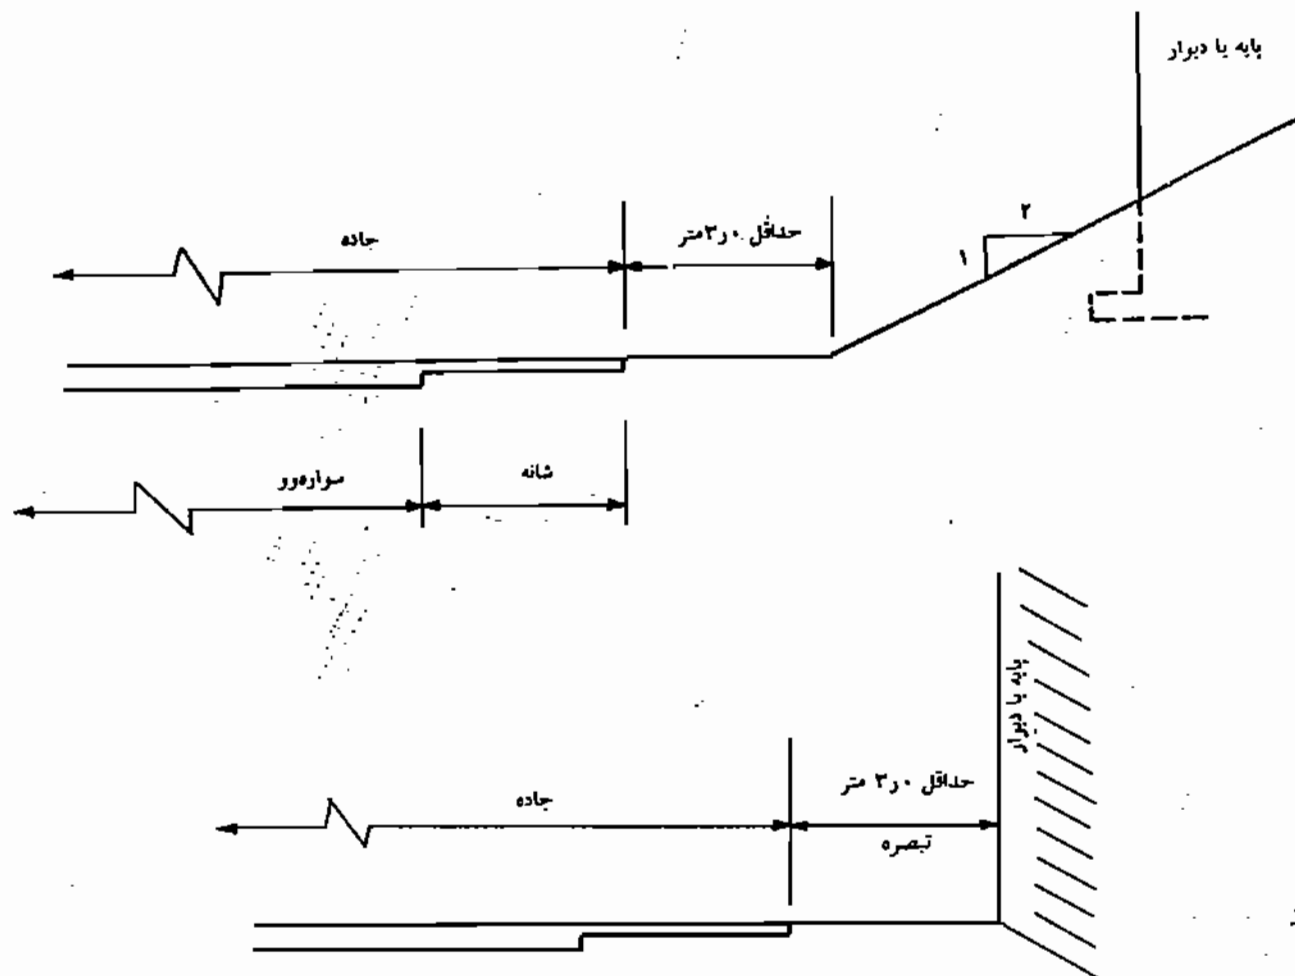 پایه یا دیوار
جاده
حداقل ۳٫۰ متر
۲
۱
سواره‌رو
شانه
پایه یا دیوار
حداقل ۳٫۰ متر
جاده
تبصره